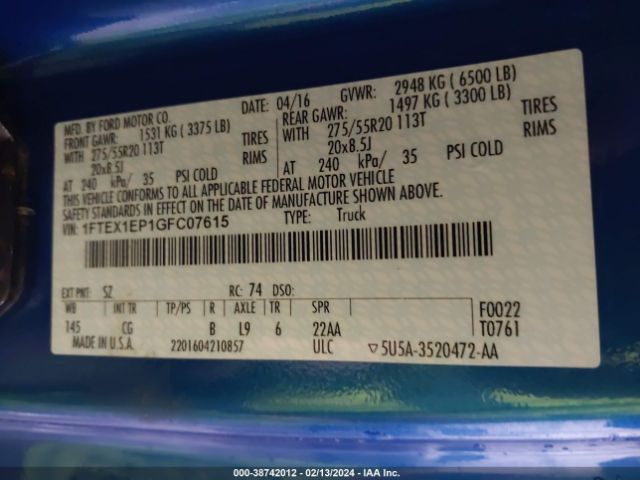 MFD. BY FORD MOTOR CO.
DATE: 04/16 GVWR: 2948 KG ( 6500 LB)
FRONT GAWR: 1531 KG ( 3375 LB) REAR GAWR: 1497 KG ( 3300 LB)
WITH 275/55R20 113T TIRES WITH 275/55R20 113T TIRES
20x8.5J RIMS 20x8.5J RIMS
AT 240 kPa/ 35 PSI COLD AT 240 kPa/ 35 PSI COLD
THIS VEHICLE CONFORMS TO ALL APPLICABLE FEDERAL MOTOR VEHICLE
SAFETY STANDARDS IN EFFECT ON THE DATE OF MANUFACTURE SHOWN ABOVE.
VIN: 1FTEX1EP1GFC07615 TYPE: Truck
EXT PNT: SZ RC: 74 DSO:
WB INT TR TP/PS R AXLE TR SPR F0022
145 CG B L9 6 22AA T0761
MADE IN U.S.A. 2201604210857 ULC ▽5U5A-3520472-AA
000-38742012 - 02/13/2024 - IAA Inc.